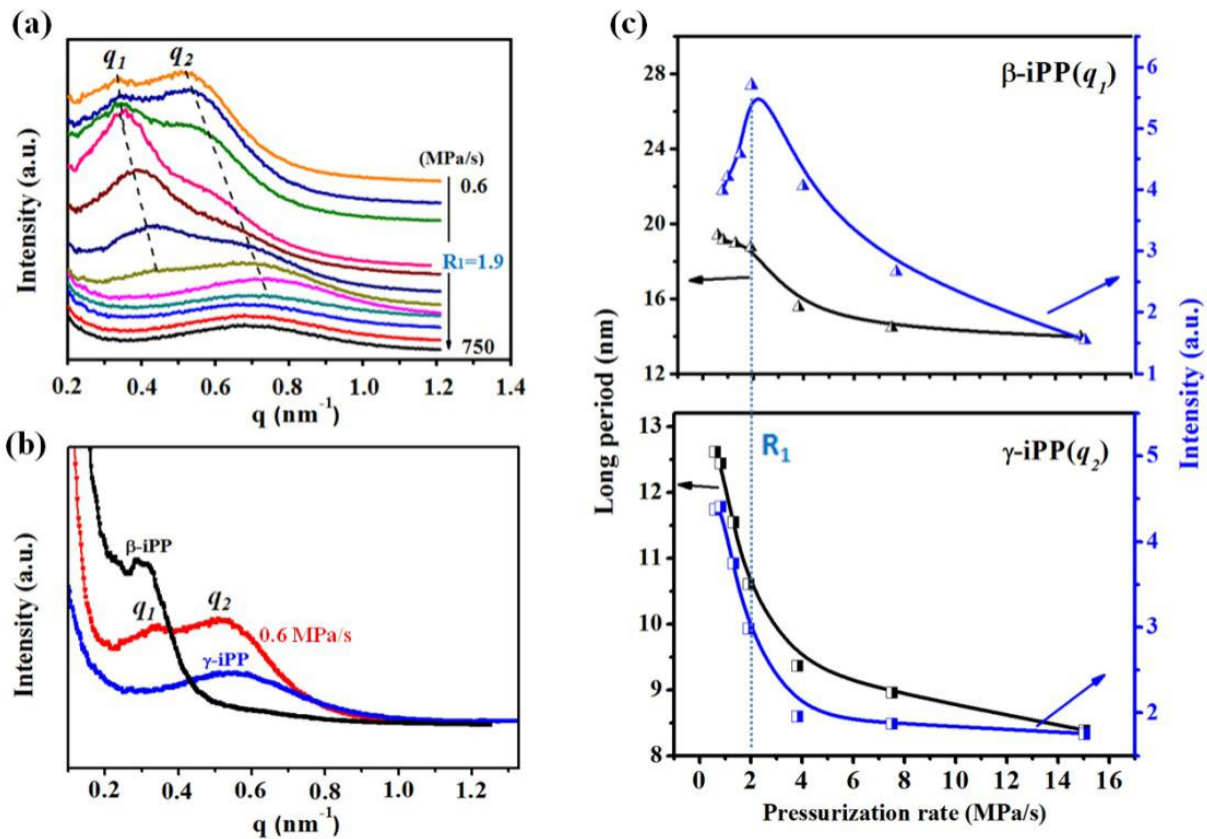 (a)
q1 q2
(MPa/s)
0.6
R1=1.9
750
Intensity (a.u.)
0.2 0.4 0.6 0.8 1.0 1.2 1.4
q (nm-1)
(b)
β-iPP
q1 q2
0.6 MPa/s
γ-iPP
Intensity (a.u.)
0.2 0.4 0.6 0.8 1.0 1.2
q (nm-1)
(c)
β-iPP(q1)
28
24
20
16
12
6
5
4
3
2
1
R1
γ-iPP(q2)
13
12
11
10
9
8
5
4
3
2
Long period (nm)
Intensity (a.u.)
0 2 4 6 8 10 12 14 16
Pressurization rate (MPa/s)